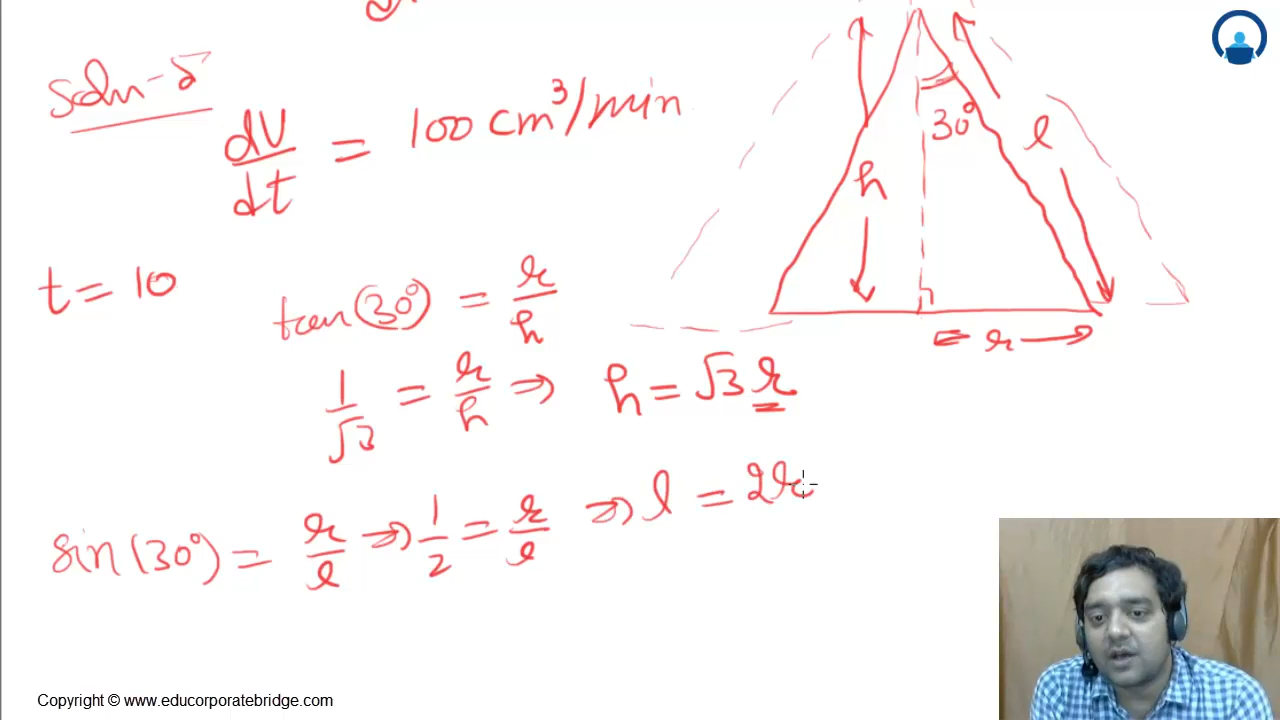 Soln-5
dV/dt = 100 cm³/min
30°
l
h
t = 10
tan(30°) = r/h
r
1/√3 = r/h ⇒ h = √3 r
sin(30°) = r/l ⇒ 1/2 = r/l ⇒ l = 2r
Copyright © www.educorporatebridge.com